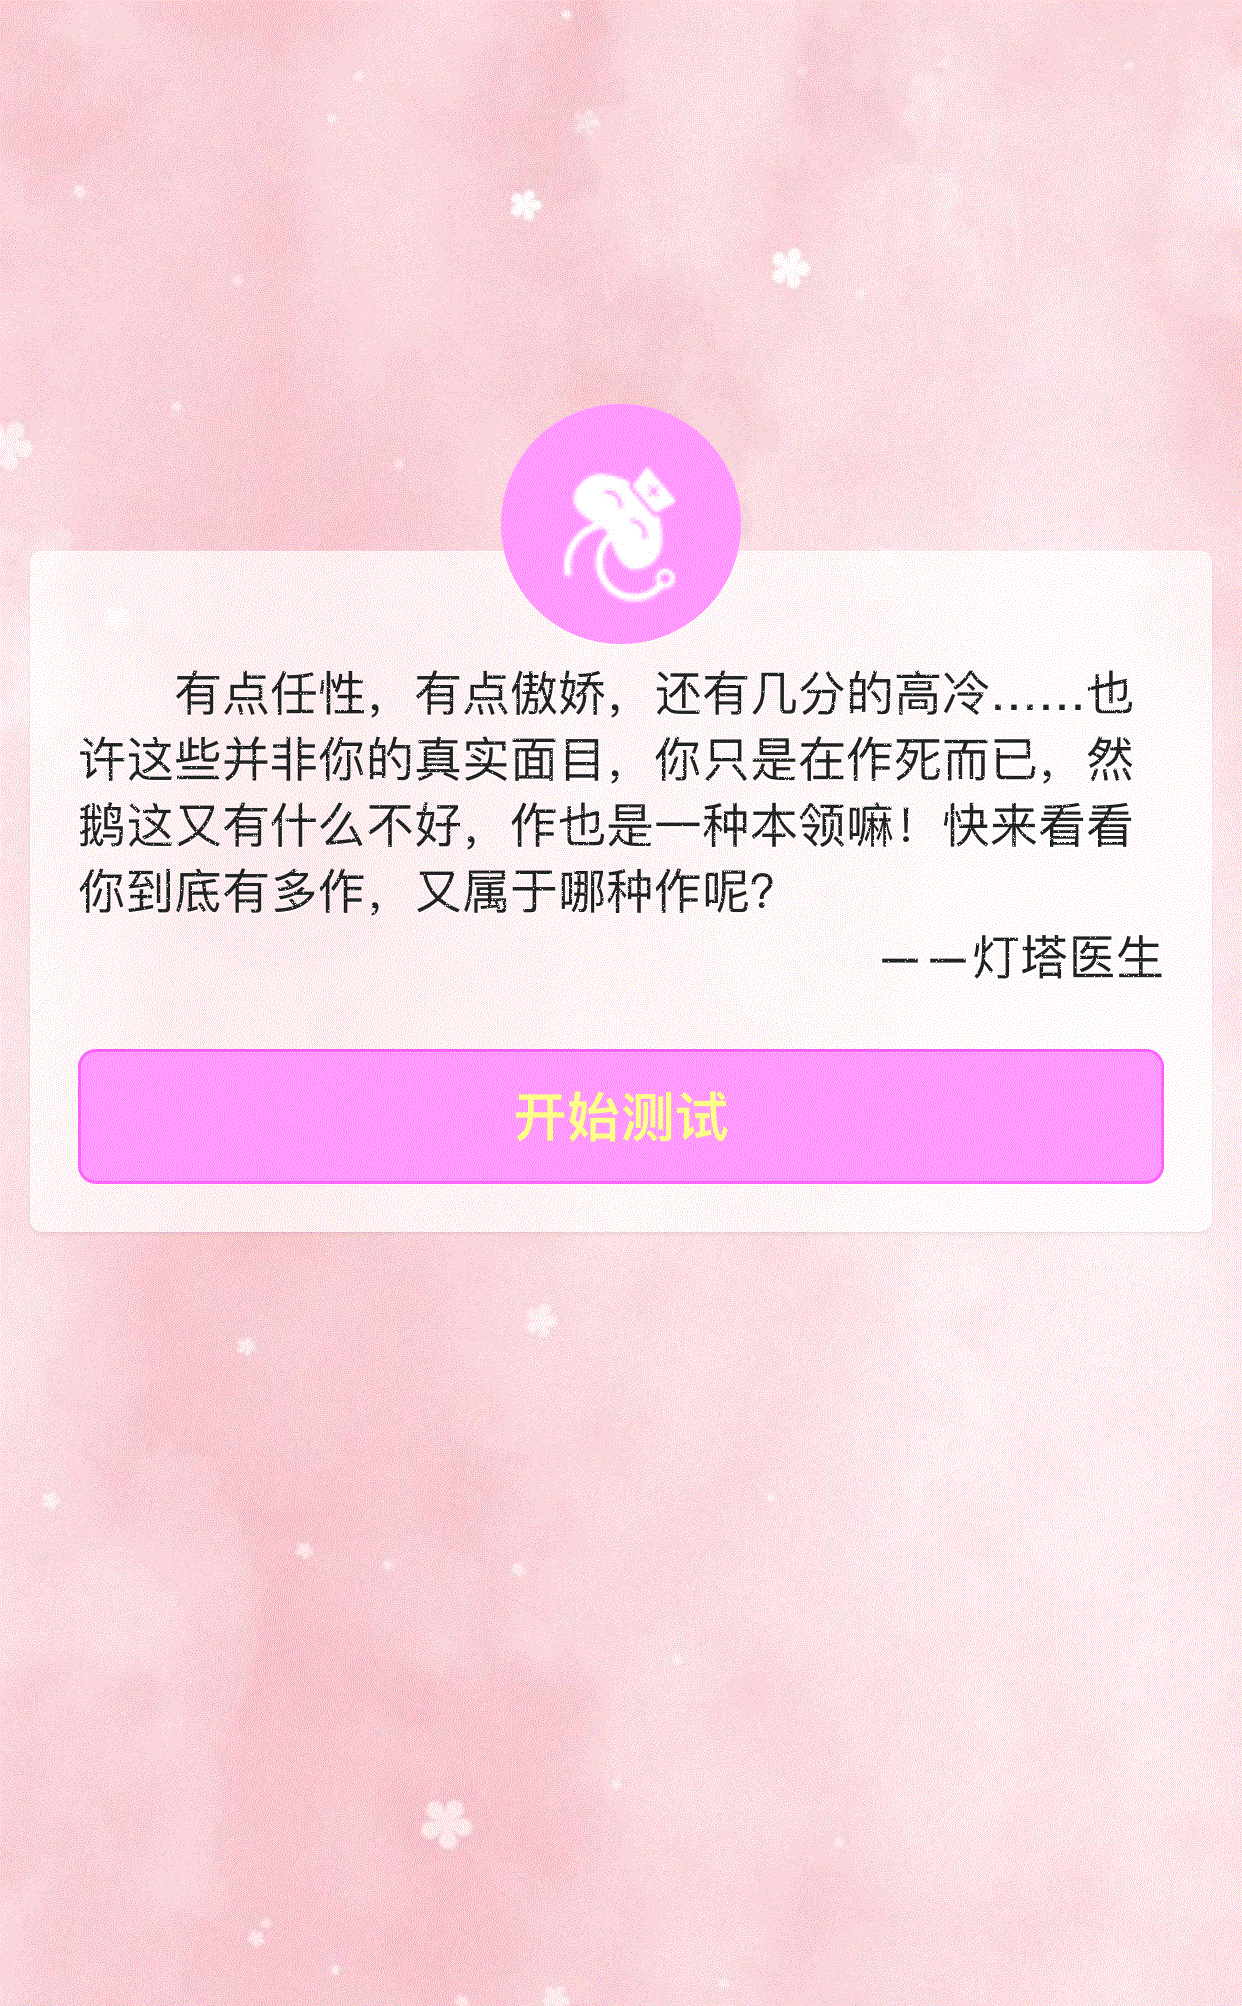 有点任性，有点傲娇，还有几分的高冷……也
许这些并非你的真实面目，你只是在作死而已，然
鹅这又有什么不好，作也是一种本领嘛！快来看看
你到底有多作，又属于哪种作呢？
——灯塔医生
开始测试